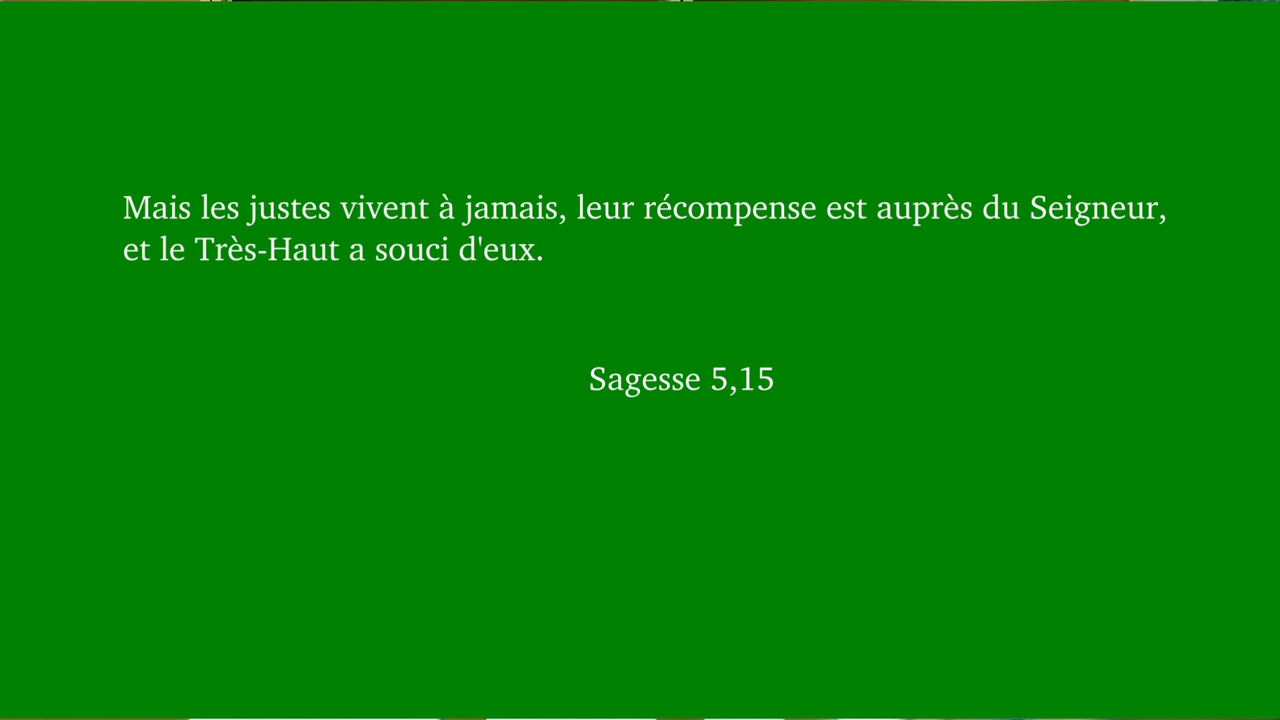 Mais les justes vivent à jamais, leur récompense est auprès du Seigneur,
et le Très-Haut a souci d'eux.
Sagesse 5,15